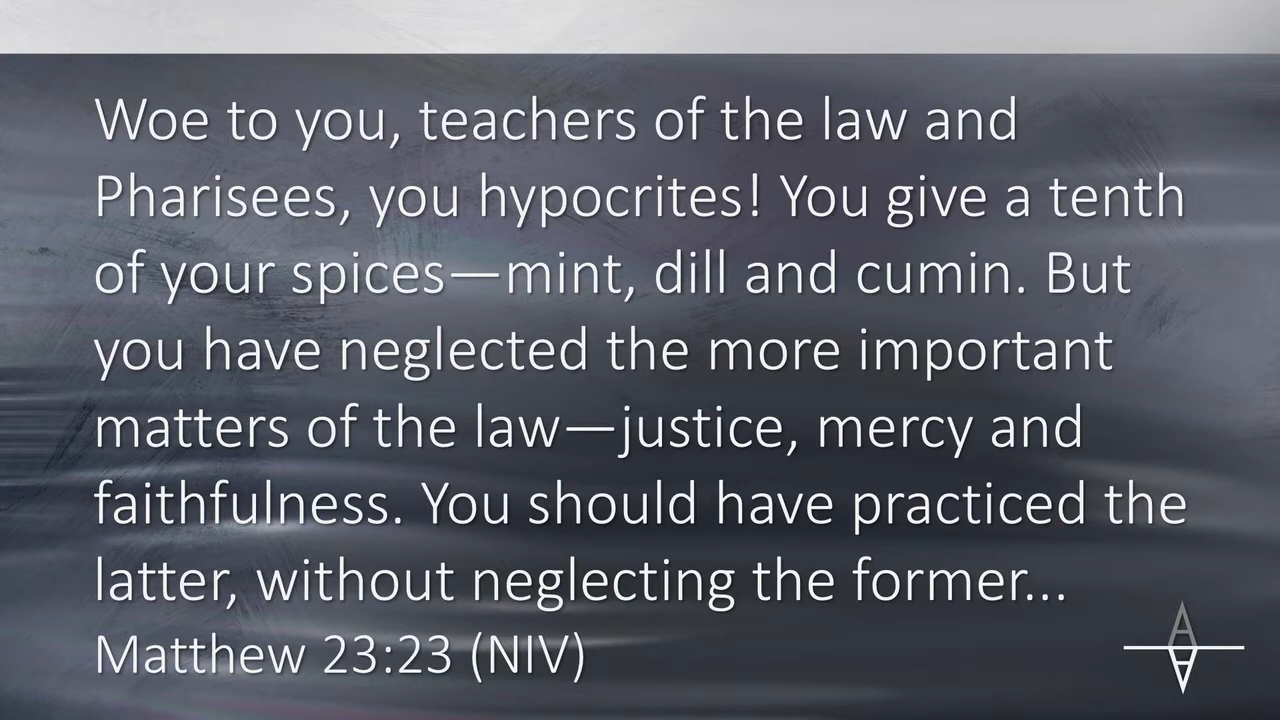 Woe to you, teachers of the law and
Pharisees, you hypocrites! You give a tenth
of your spices—mint, dill and cumin. But
you have neglected the more important
matters of the law—justice, mercy and
faithfulness. You should have practiced the
latter, without neglecting the former...
Matthew 23:23 (NIV)